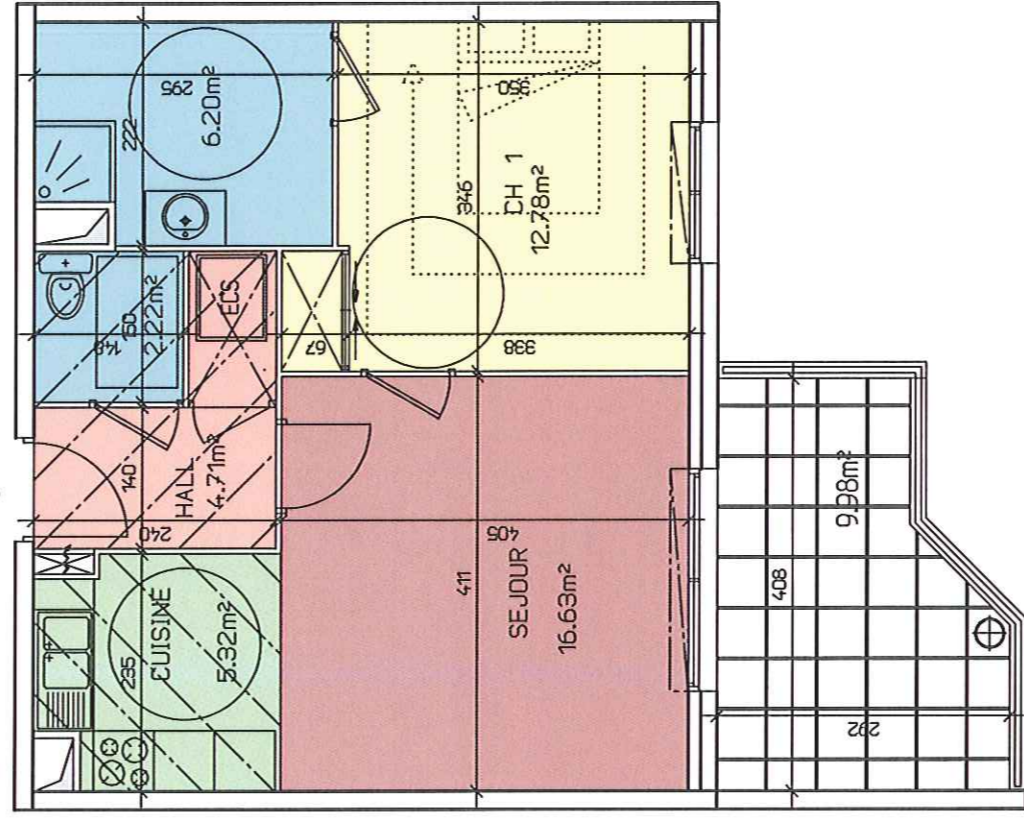 295
222
6.20m²
350
346
CH 1
12.78m²
148
150
2.22m²
ECS
67
338
140
HALL
4.71m²
240
405
411
SEJOUR
16.63m²
235
CUISINE
5.32m²
9.98m²
408
292